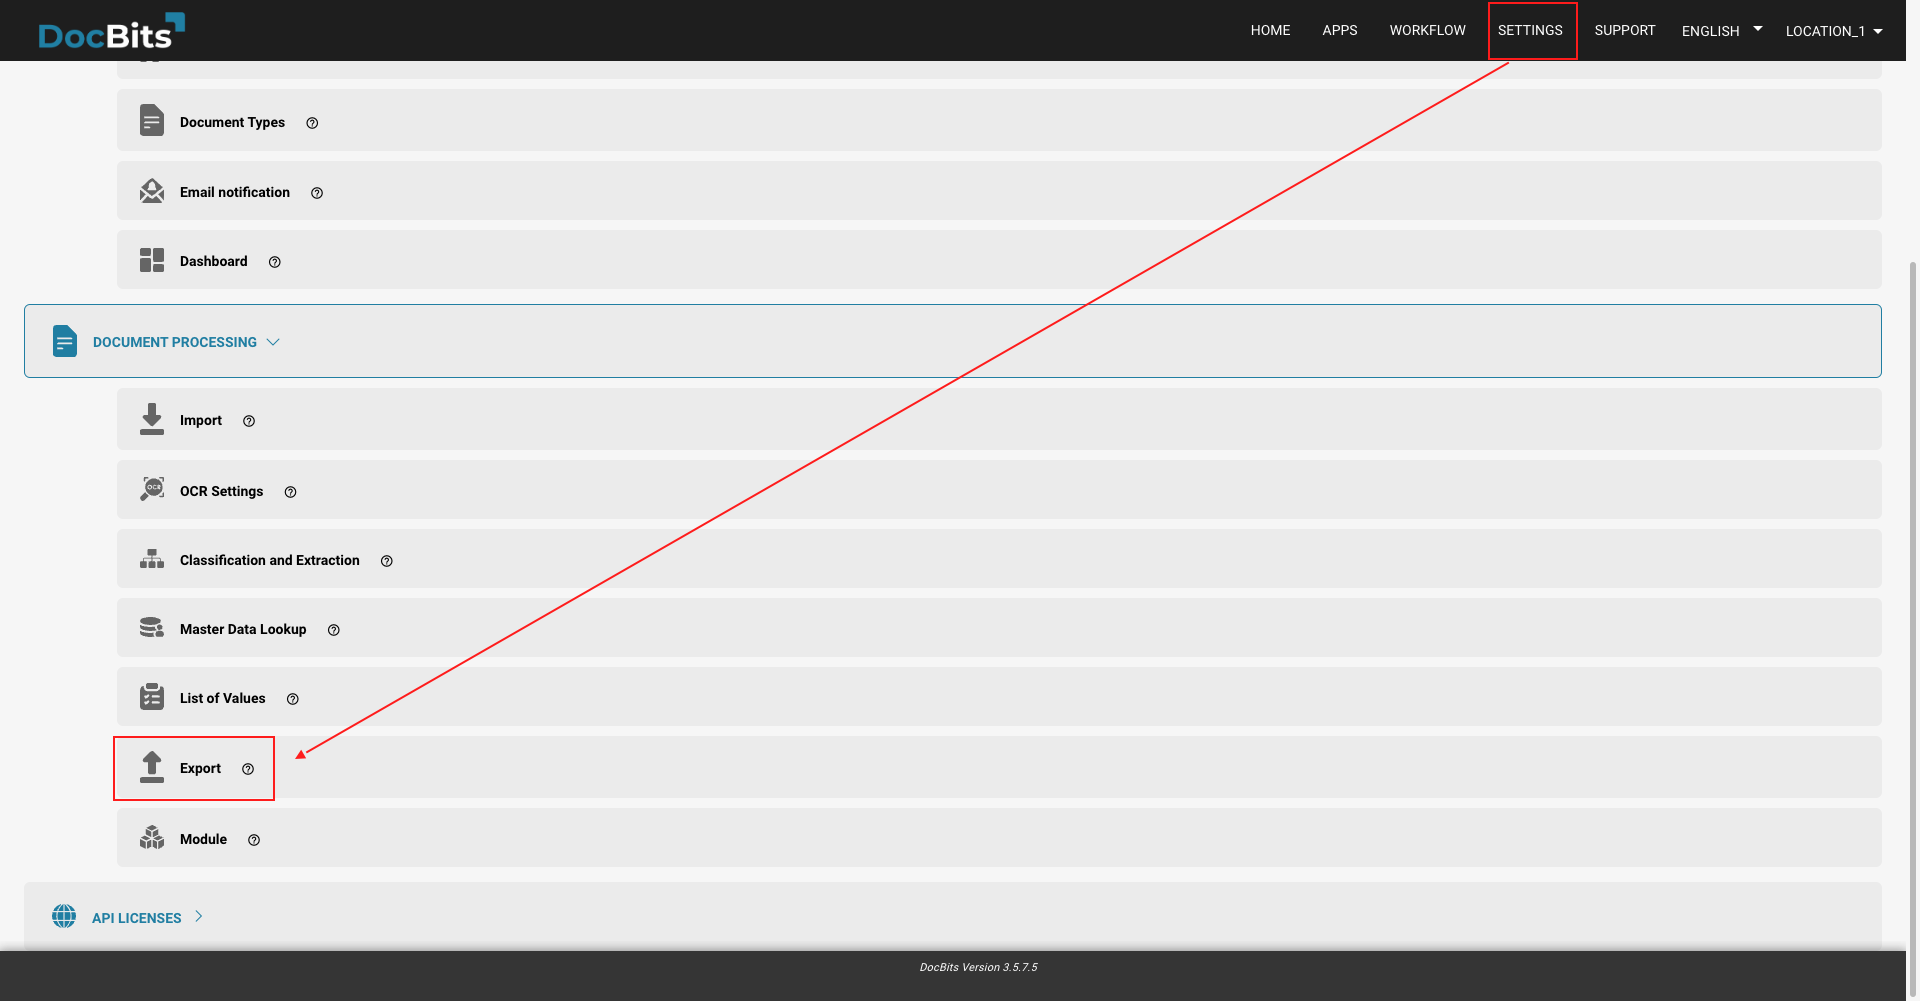 DocBits
HOME APPS WORKFLOW SETTINGS SUPPORT ENGLISH LOCATION_1
Document Types
Email notification
Dashboard
DOCUMENT PROCESSING
Import
OCR Settings
Classification and Extraction
Master Data Lookup
List of Values
Export
Module
API LICENSES
DocBits Version 3.5.7.5